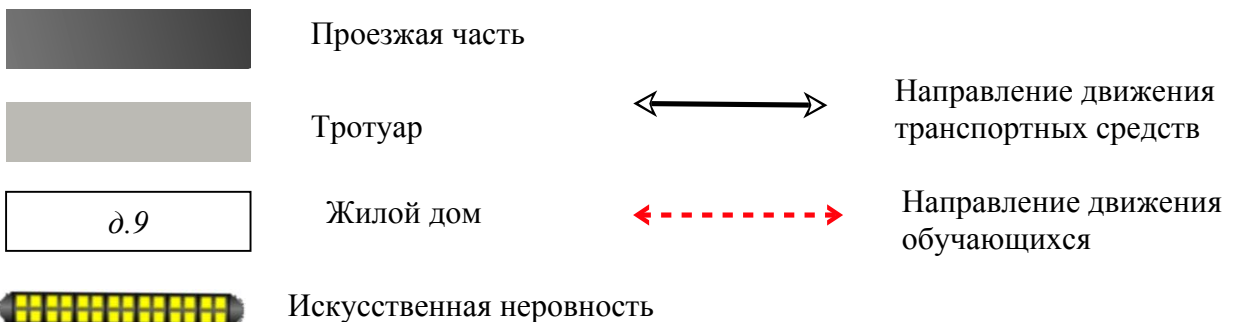 Проезжая часть
Тротуар
Направление движения
транспортных средств
д.9
Жилой дом
Направление движения
обучающихся
Искусственная неровность